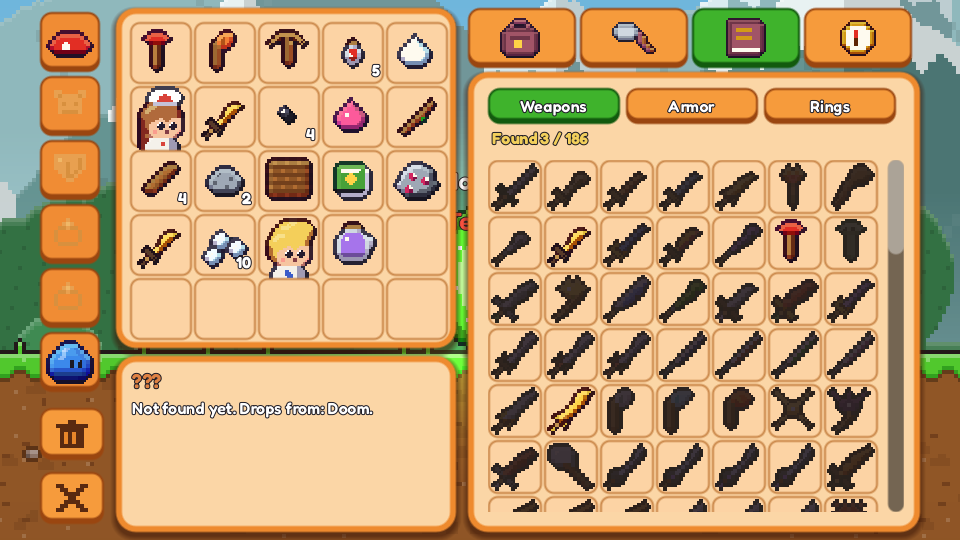 5
4
4
2
10
Weapons
Armor
Rings
Found 3 / 186
???
Not found yet. Drops from: Doom.